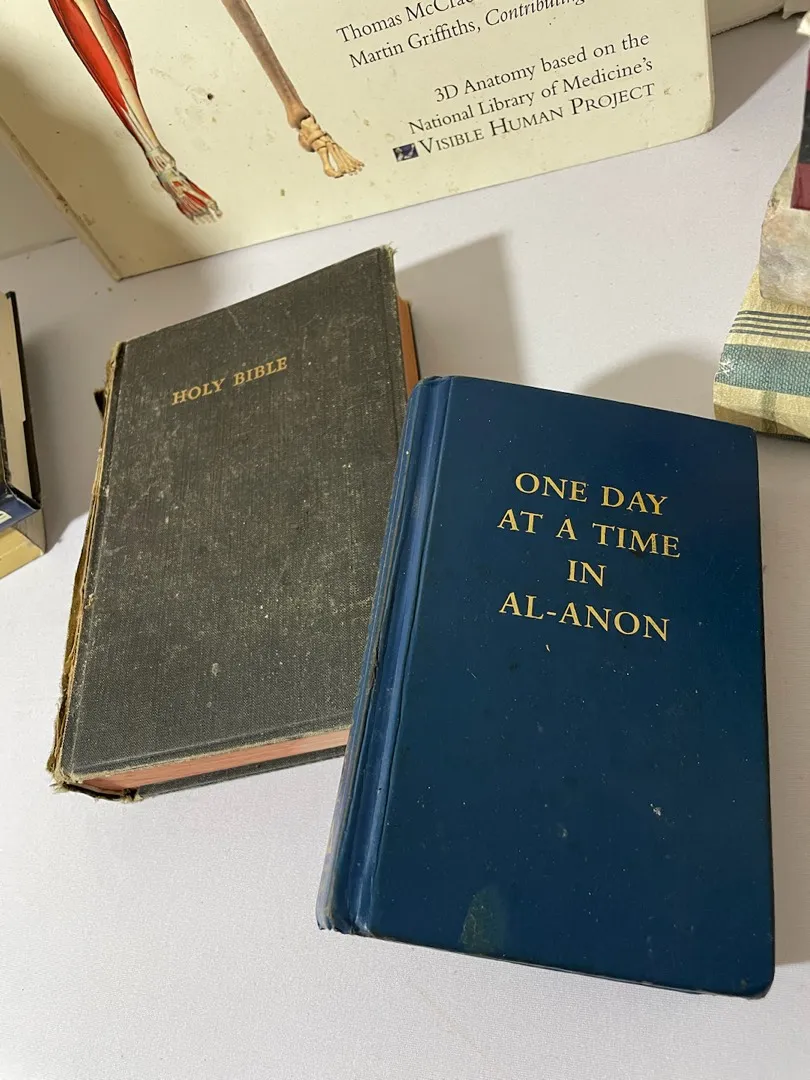 Thomas
Martin Griffiths, Contributing
3D Anatomy based on the
National Library of Medicine's
VISIBLE HUMAN PROJECT
HOLY BIBLE
ONE DAY
AT A TIME
IN
AL-ANON